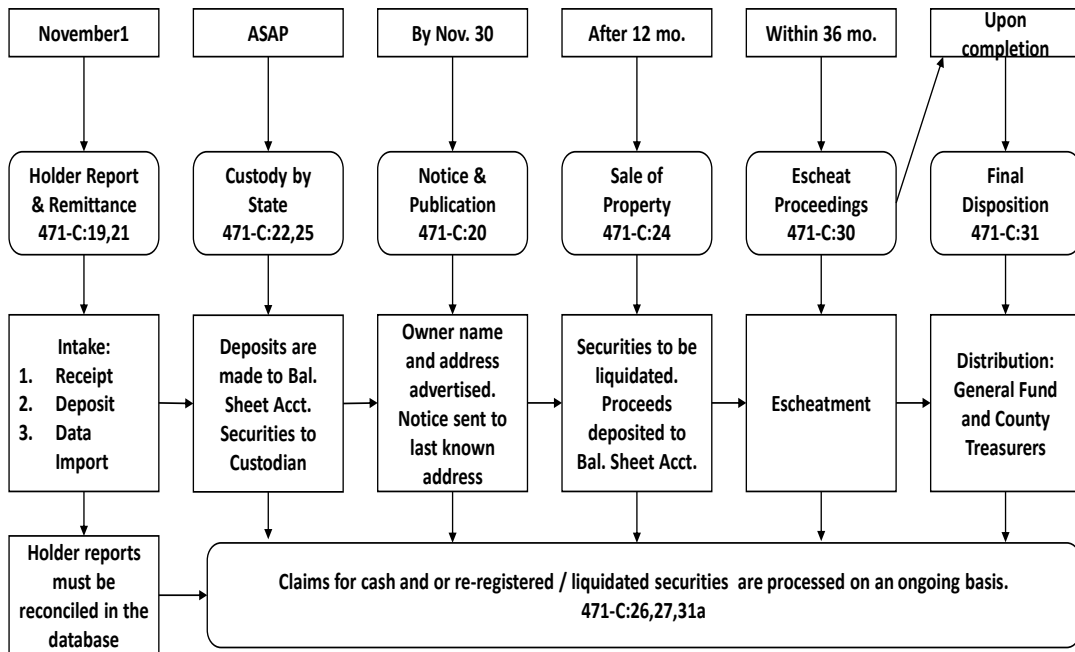 November1
ASAP
By Nov. 30
After 12 mo.
Within 36 mo.
Upon
completion
Holder Report
& Remittance
471-C:19,21
Custody by
State
471-C:22,25
Notice &
Publication
471-C:20
Sale of
Property
471-C:24
Escheat
Proceedings
471-C:30
Final
Disposition
471-C:31
Intake:
1. Receipt
2. Deposit
3. Data
Import
Deposits are
made to Bal.
Sheet Acct.
Securities to
Custodian
Owner name
and address
advertised.
Notice sent to
last known
address
Securities to be
liquidated.
Proceeds
deposited to
Bal. Sheet Acct.
Escheatment
Distribution:
General Fund
and County
Treasurers
Holder reports
must be
reconciled in the
database
Claims for cash and or re-registered / liquidated securities are processed on an ongoing basis.
471-C:26,27,31a